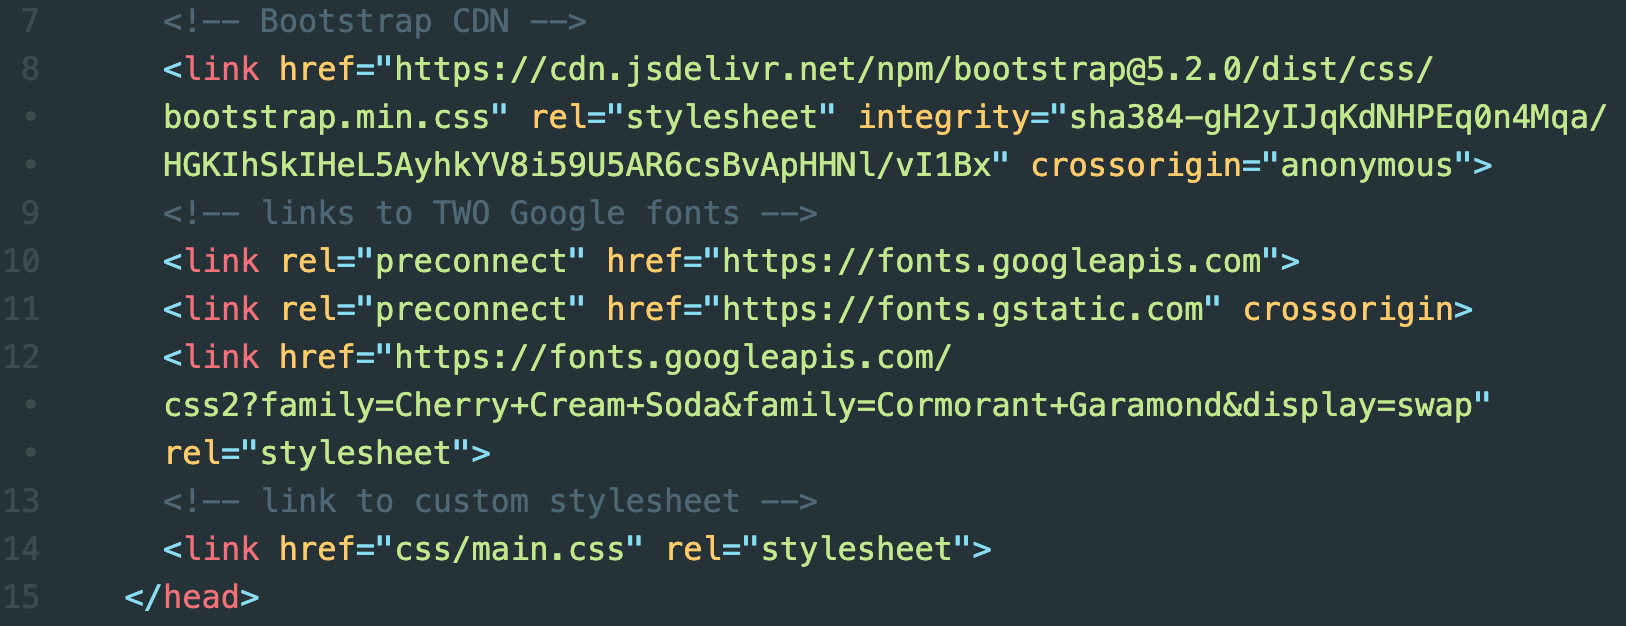 7 <!-- Bootstrap CDN -->
8 <link href="https://cdn.jsdelivr.net/npm/bootstrap@5.2.0/dist/css/
• bootstrap.min.css" rel="stylesheet" integrity="sha384-gH2yIJqKdNHPEq0n4Mqa/
• HGKIhSkIHeL5AyhkYV8i59U5AR6csBvApHHNl/vI1Bx" crossorigin="anonymous">
9 <!-- links to TWO Google fonts -->
10 <link rel="preconnect" href="https://fonts.googleapis.com">
11 <link rel="preconnect" href="https://fonts.gstatic.com" crossorigin>
12 <link href="https://fonts.googleapis.com/
• css2?family=Cherry+Cream+Soda&family=Cormorant+Garamond&display=swap"
• rel="stylesheet">
13 <!-- link to custom stylesheet -->
14 <link href="css/main.css" rel="stylesheet">
15 </head>